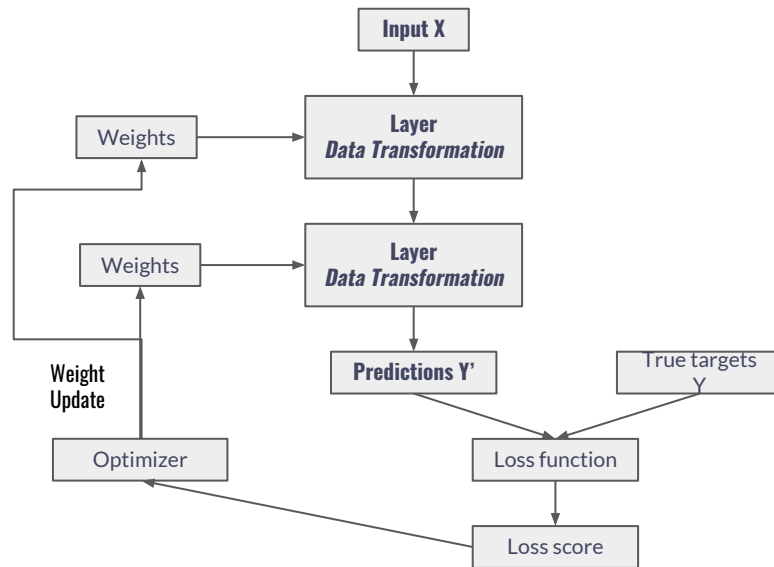 Input X
Layer
Data Transformation
Weights
Layer
Data Transformation
Weights
Predictions Y’
True targets
Y
Weight
Update
Optimizer
Loss function
Loss score